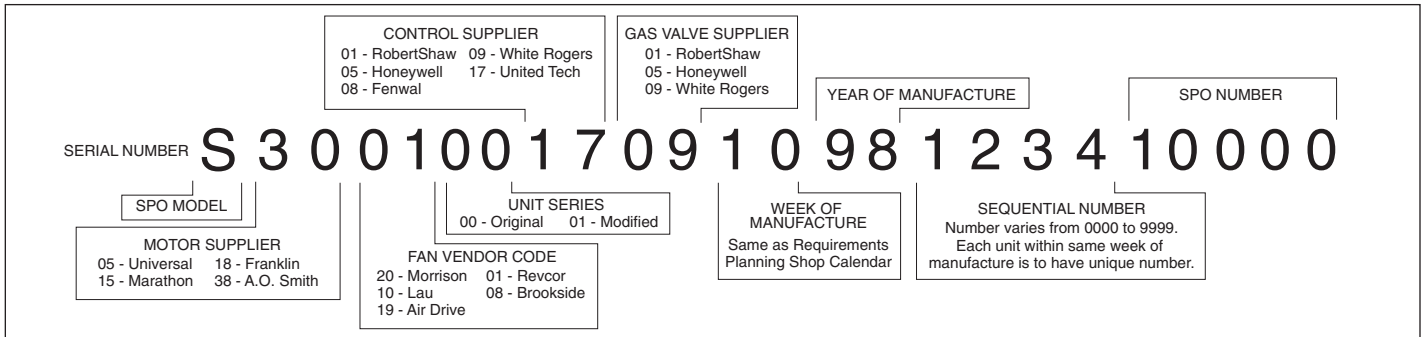 CONTROL SUPPLIER
01 - RobertShaw 09 - White Rogers
05 - Honeywell 17 - United Tech
08 - Fenwal
GAS VALVE SUPPLIER
01 - RobertShaw
05 - Honeywell
09 - White Rogers
YEAR OF MANUFACTURE
SPO NUMBER
SERIAL NUMBER S 3 0 0 1 0 0 1 7 0 9 1 0 9 8 1 2 3 4 1 0 0 0 0
SPO MODEL
MOTOR SUPPLIER
05 - Universal 18 - Franklin
15 - Marathon 38 - A.O. Smith
UNIT SERIES
00 - Original 01 - Modified
FAN VENDOR CODE
20 - Morrison 01 - Revcor
10 - Lau 08 - Brookside
19 - Air Drive
WEEK OF
MANUFACTURE
Same as Requirements
Planning Shop Calendar
SEQUENTIAL NUMBER
Number varies from 0000 to 9999.
Each unit within same week of
manufacture is to have unique number.